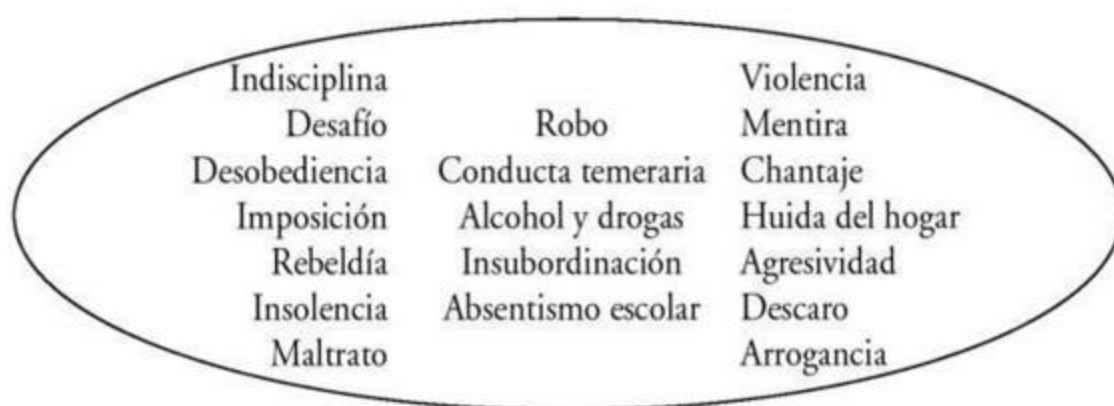 Indisciplina
Desafío
Desobediencia
Imposición
Rebeldía
Insolencia
Maltrato
Robo
Conducta temeraria
Alcohol y drogas
Insubordinación
Absentismo escolar
Violencia
Mentira
Chantaje
Huida del hogar
Agresividad
Descaro
Arrogancia